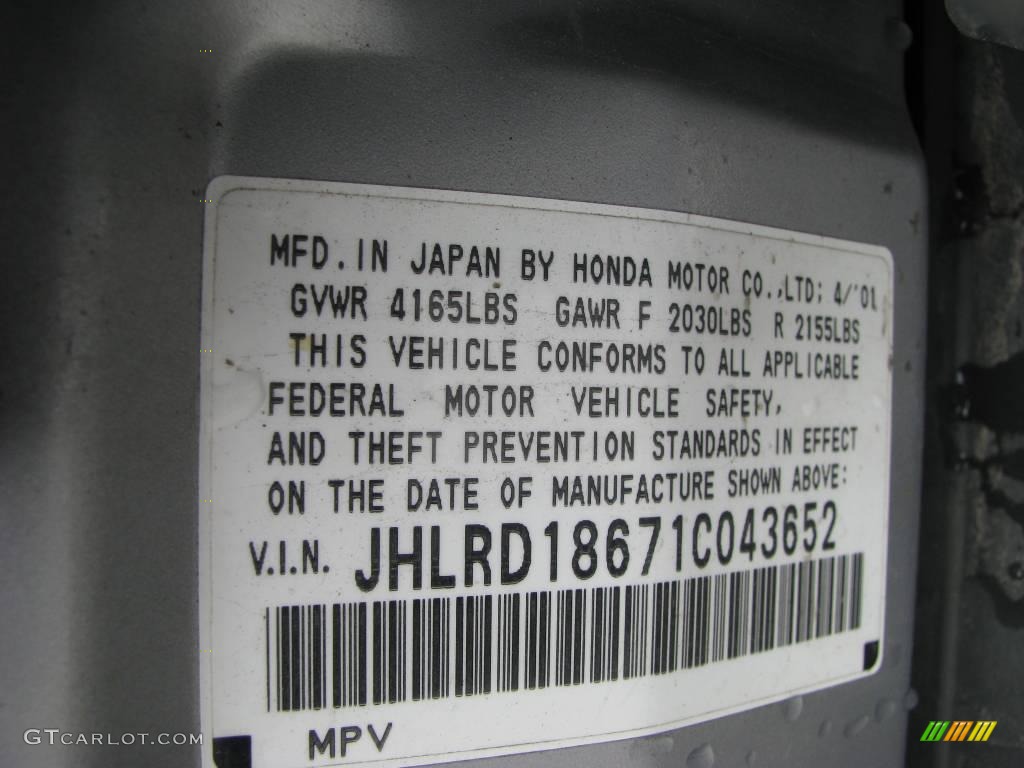 MFD. IN JAPAN BY HONDA MOTOR CO., LTD; 4/'01
GVWR 4165LBS GAWR F 2030LBS R 2155LBS
THIS VEHICLE CONFORMS TO ALL APPLICABLE
FEDERAL MOTOR VEHICLE SAFETY,
AND THEFT PREVENTION STANDARDS IN EFFECT
ON THE DATE OF MANUFACTURE SHOWN ABOVE:
V.I.N. JHLRD18671C043652
MPV
GTCARLOT.COM